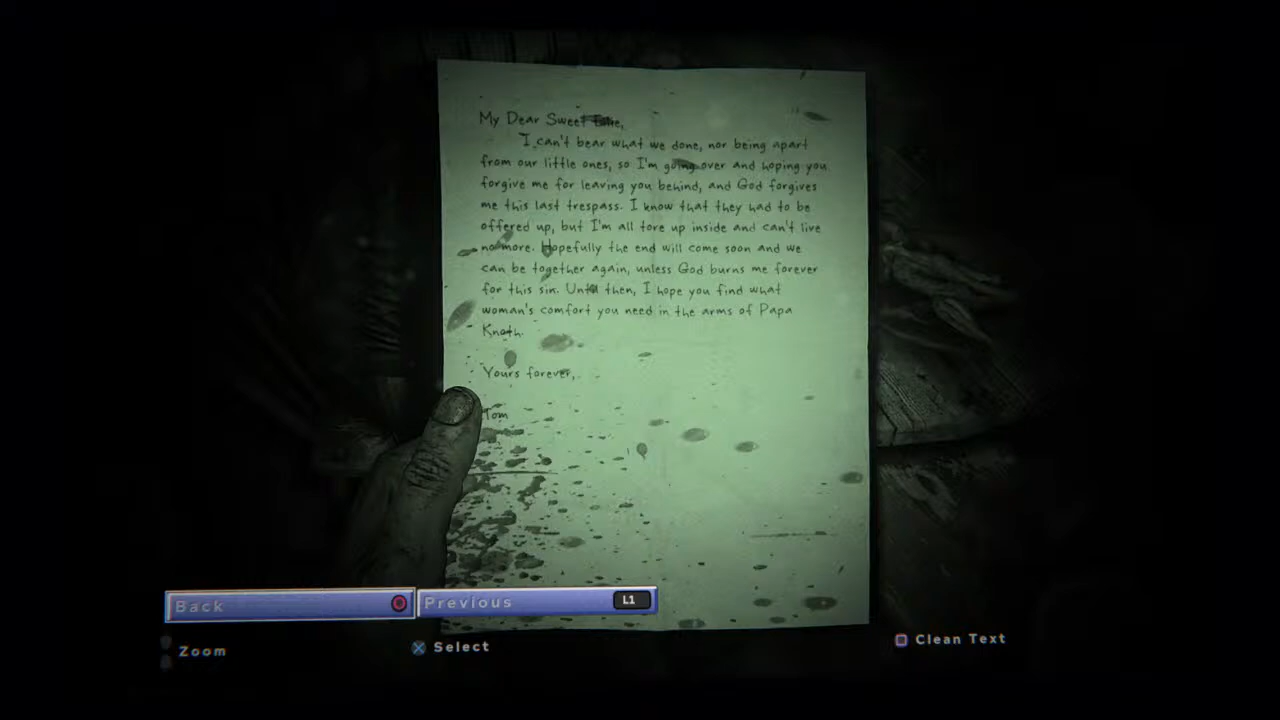 My Dear Sweet
I can't bear what we done, nor being apart
from our little ones, so I'm going over and hoping you
forgive me for leaving you behind, and God forgives
me this last trespass. I know that they had to be
offered up, but I'm all tore up inside and can't live
no more. Hopefully the end will come soon and we
can be together again, unless God burns me forever
for this sin. Until then, I hope you find what
woman's comfort you need in the arms of Papa
Knoth.
Yours forever,
Tom
Back
Previous L1
Zoom
Select
Clean Text